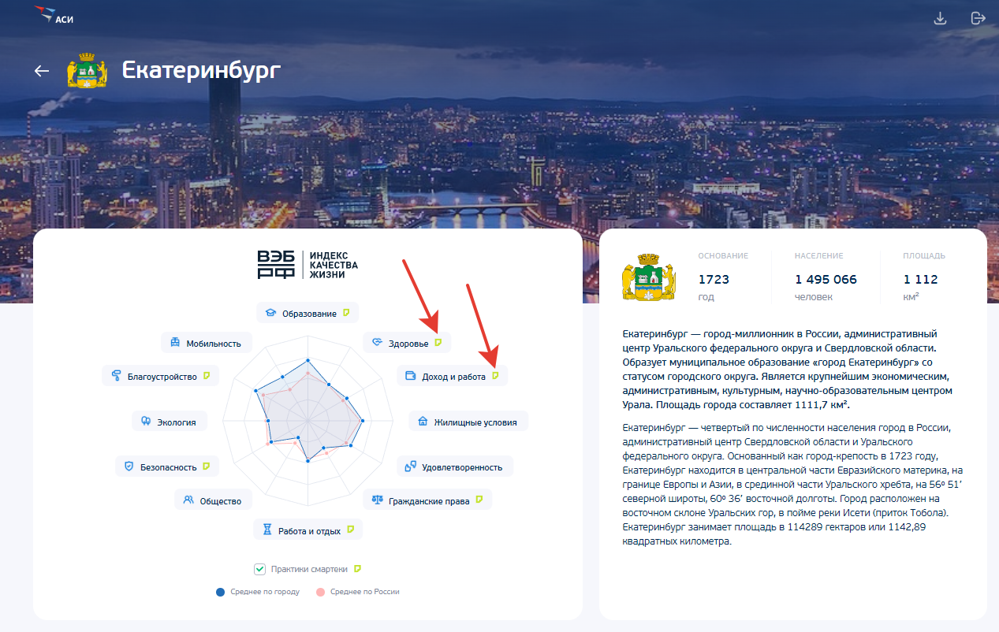 АСИ
Екатеринбург
ВЭБ
РФ
ИНДЕКС
КАЧЕСТВА
ЖИЗНИ
Образование
Мобильность
Здоровье
Благоустройство
Доход и работа
Экология
Жилищные условия
Безопасность
Удовлетворенность
Общество
Гражданские права
Работа и отдых
Практики смартеки
Среднее по городу
Среднее по России
ОСНОВАНИЕ
1723
год
НАСЕЛЕНИЕ
1 495 066
человек
ПЛОЩАДЬ
1 112
км²
Екатеринбург — город-миллионник в России, административный
центр Уральского федерального округа и Свердловской области.
Образует муниципальное образование «город Екатеринбург» со
статусом городского округа. Является крупнейшим экономическим,
административным, культурным, научно-образовательным центром
Урала. Площадь города составляет 1111,7 км².
Екатеринбург — четвертый по численности населения город в России,
административный центр Свердловской области и Уральского
федерального округа. Основанный как город-крепость в 1723 году,
Екатеринбург находится в центральной части Евразийского материка, на
границе Европы и Азии, в срединной части Уральского хребта, на 56º 51’
северной широты, 60º 36’ восточной долготы. Город расположен на
восточном склоне Уральских гор, в пойме реки Исети (приток Тобола).
Екатеринбург занимает площадь в 114289 гектаров или 1142,89
квадратных километра.